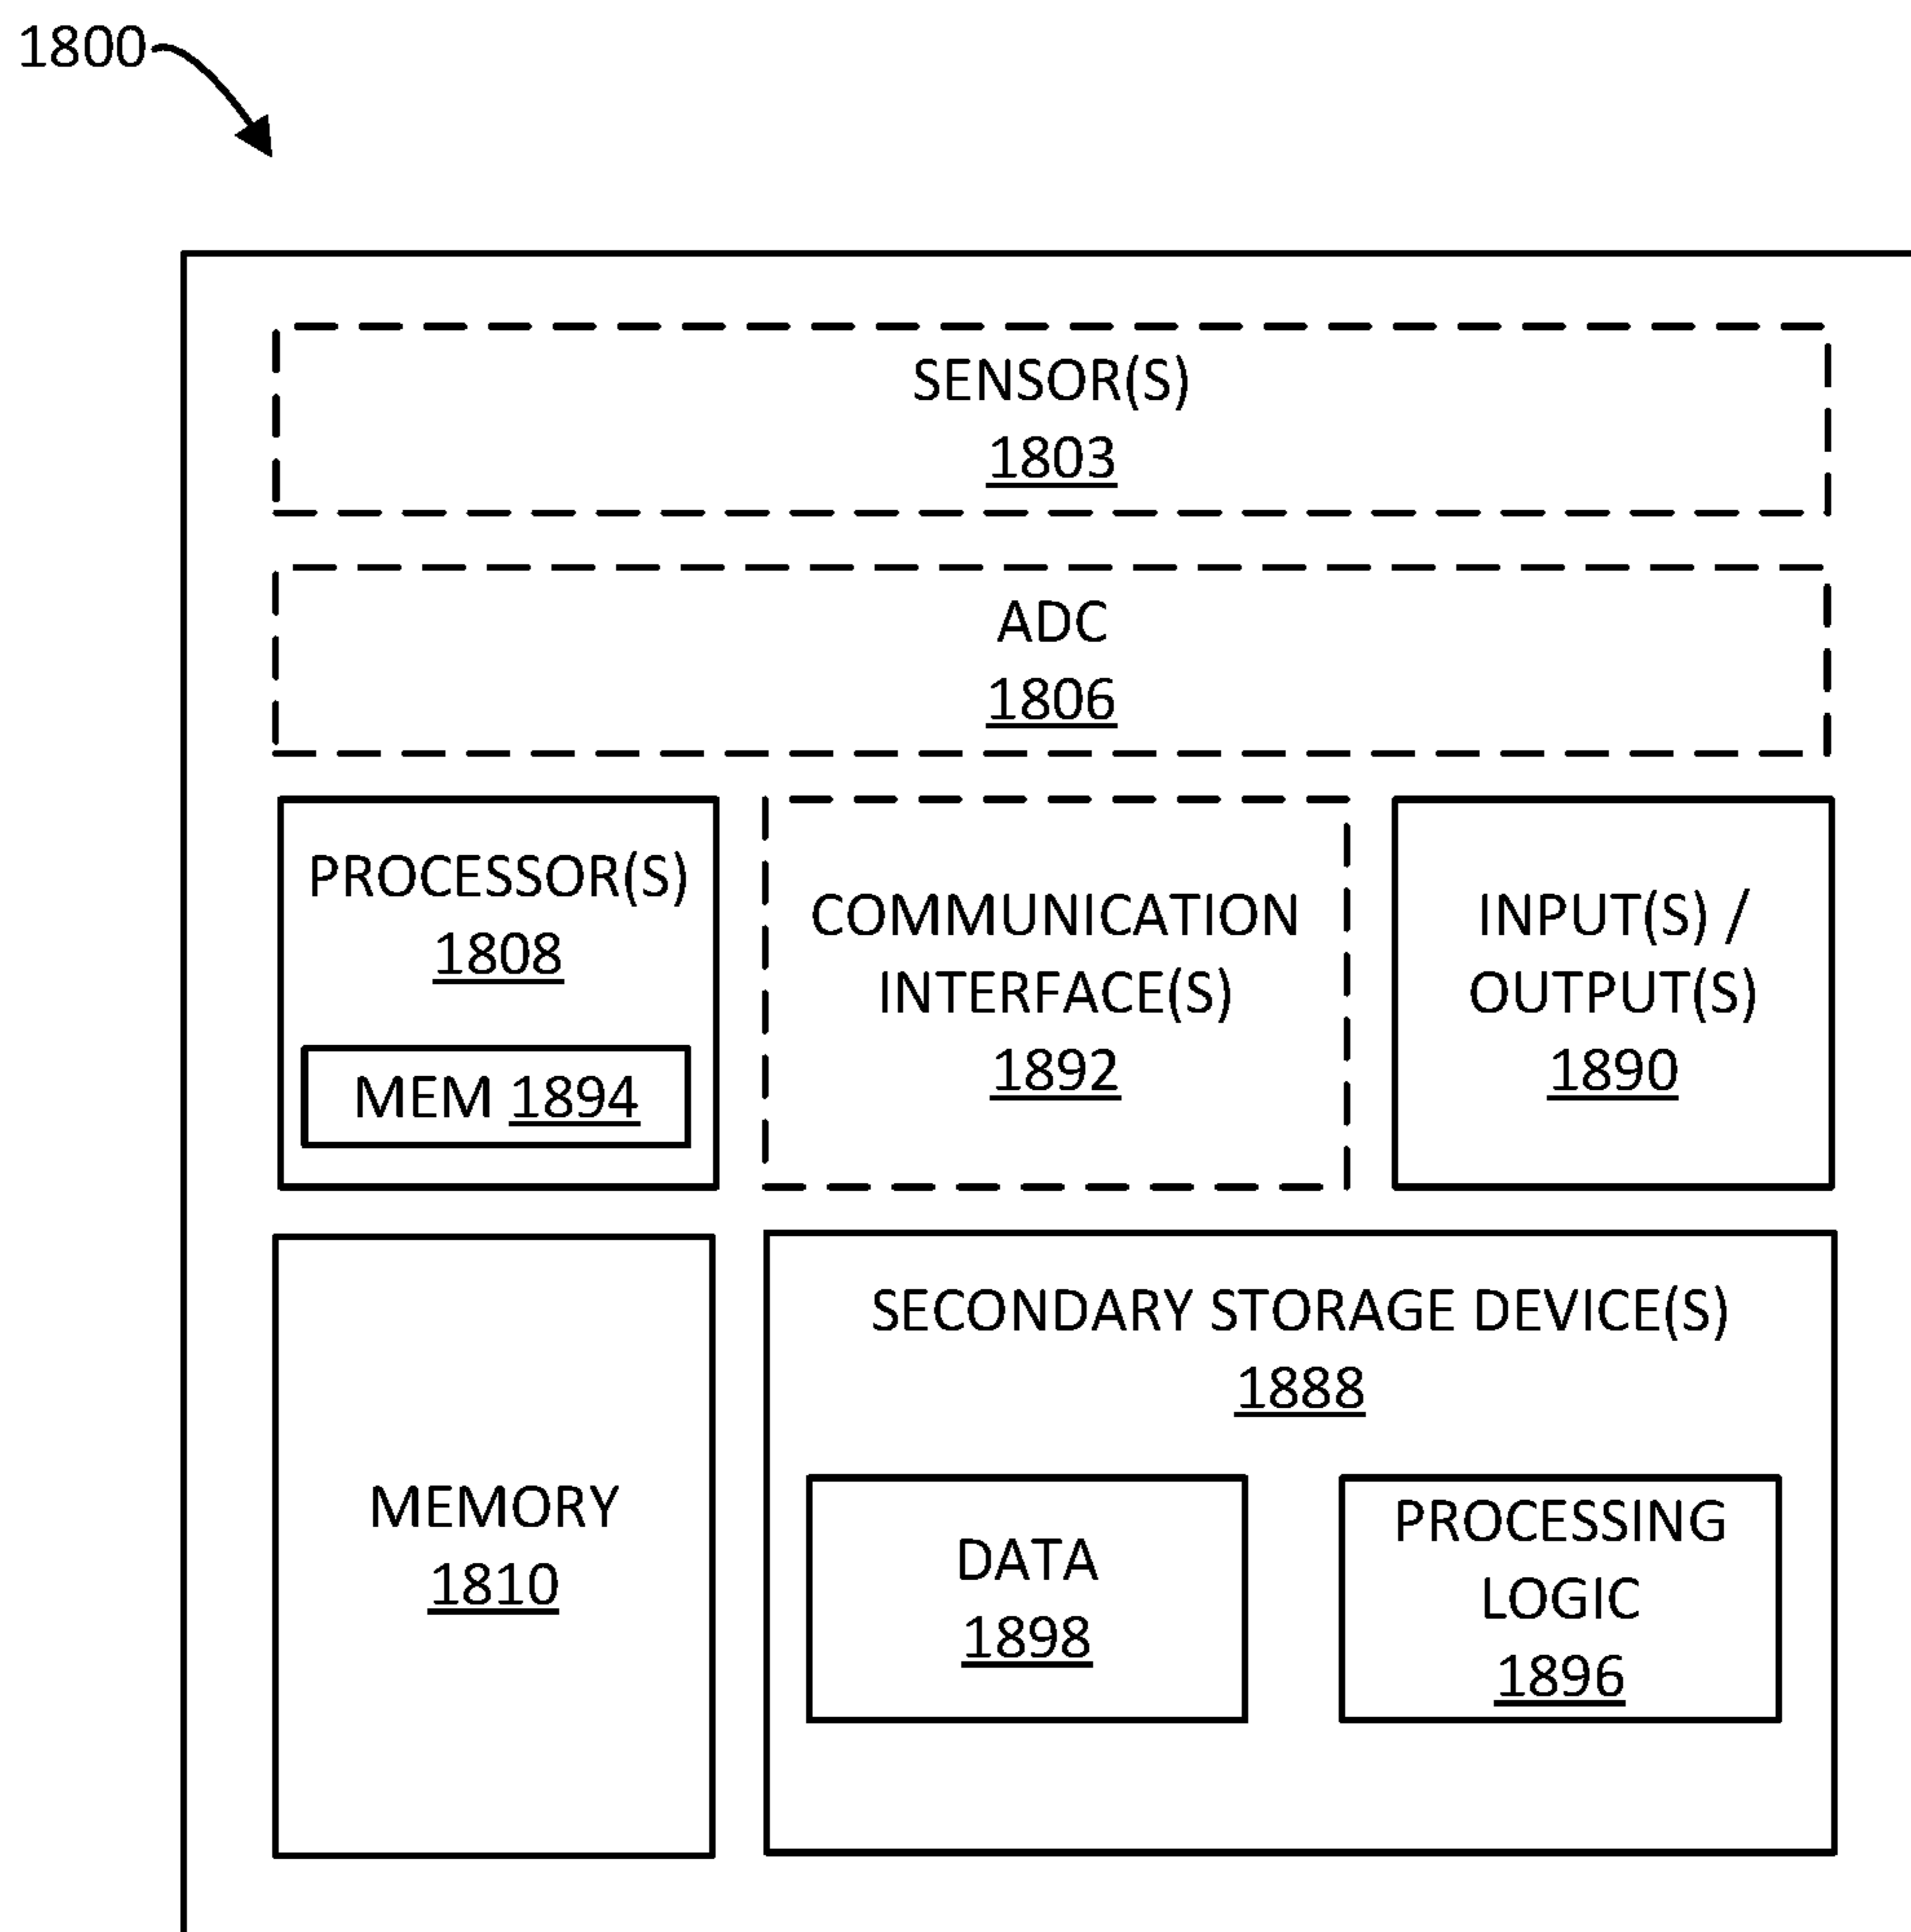 1800
SENSOR(S)
1803
ADC
1806
PROCESSOR(S)
1808
MEM 1894
COMMUNICATION
INTERFACE(S)
1892
INPUT(S) /
OUTPUT(S)
1890
MEMORY
1810
SECONDARY STORAGE DEVICE(S)
1888
DATA
1898
PROCESSING
LOGIC
1896